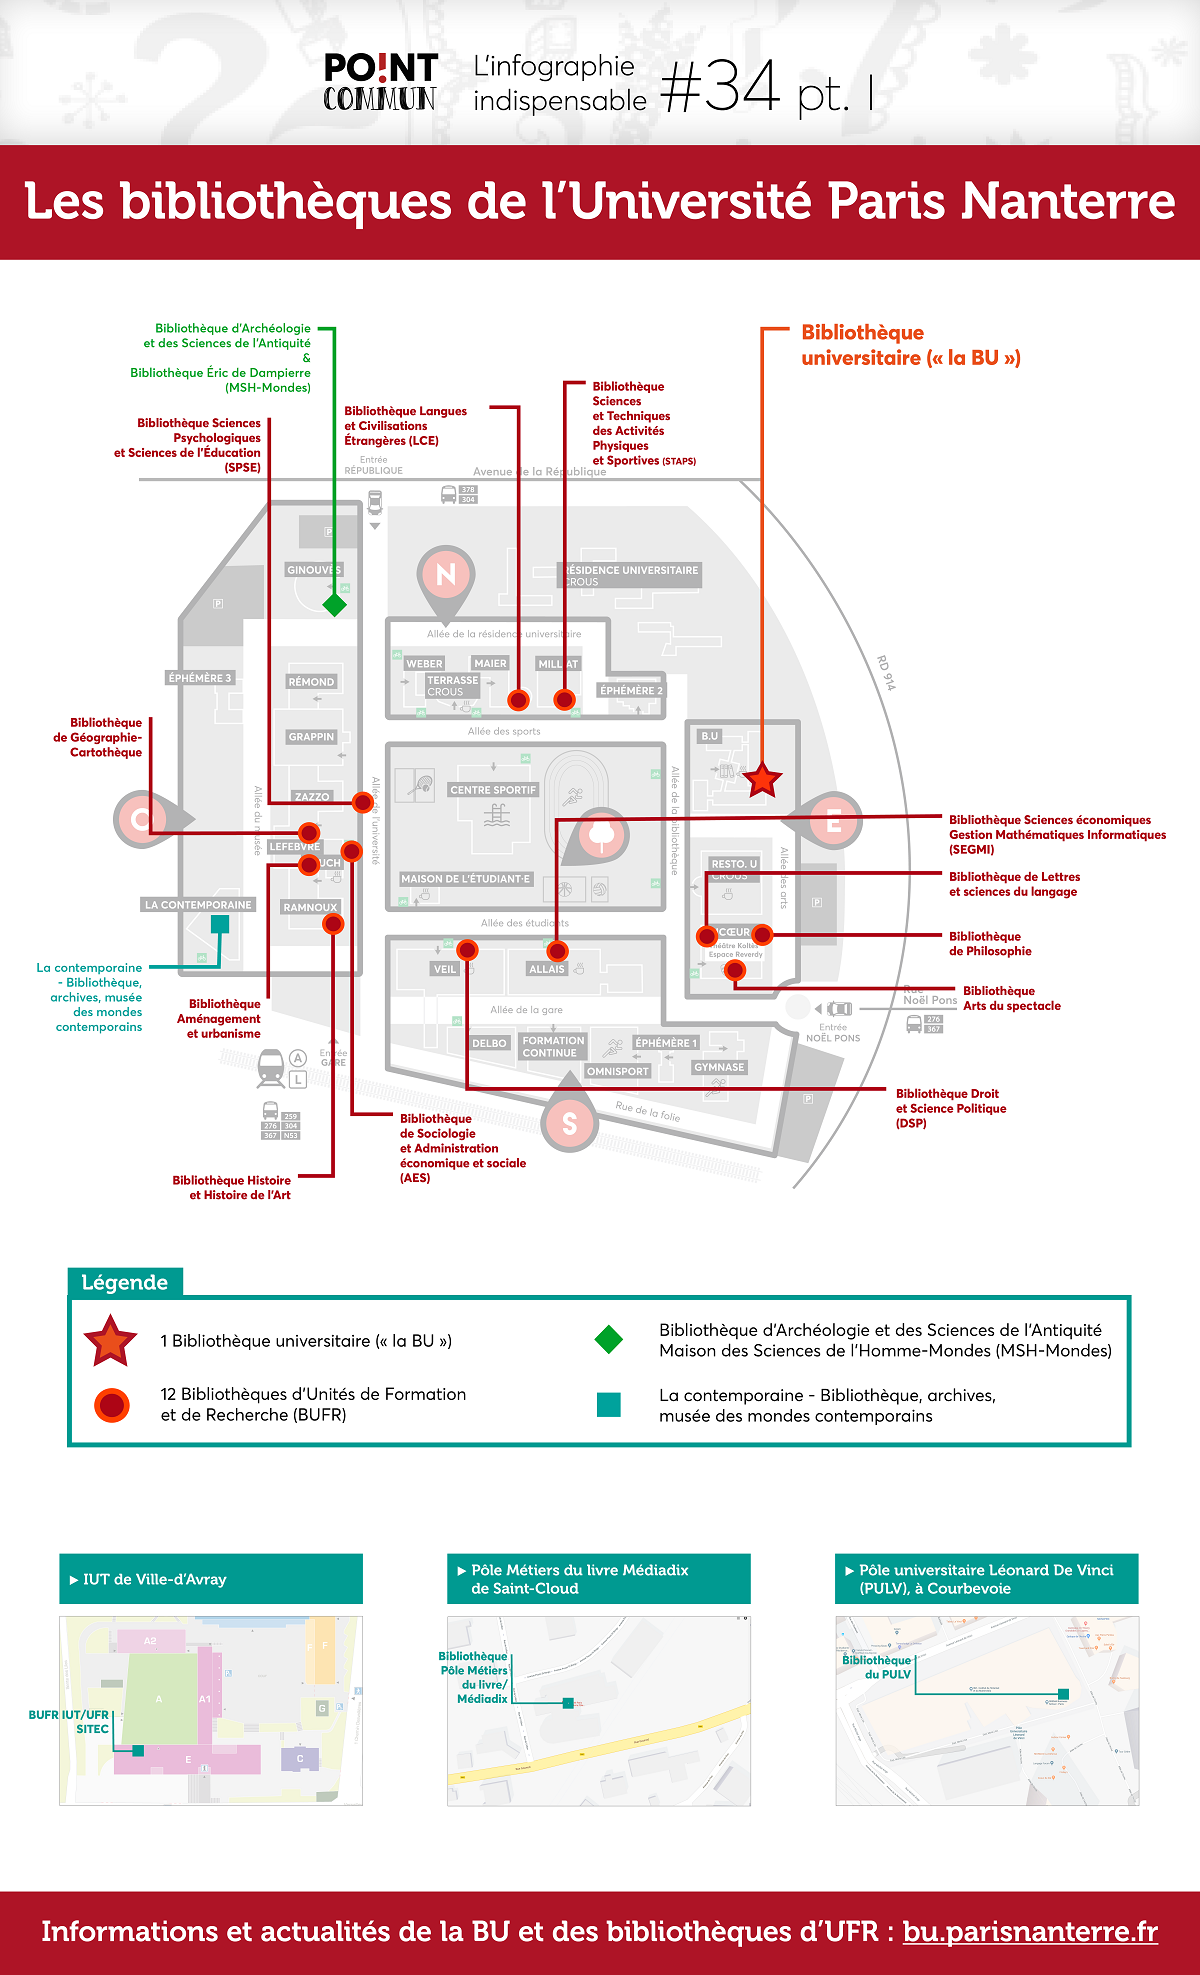 PO!NT
COMMUN
L'infographie
indispensable
#34 pt. I
Les bibliothèques de l'Université Paris Nanterre
Bibliothèque d'Archéologie
et des Sciences de l'Antiquité
&
Bibliothèque Éric de Dampierre
(MSH-Mondes)
Bibliothèque
universitaire (« la BU »)
Bibliothèque Sciences
Psychologiques
et Sciences de l'Éducation
(SPSE)
Bibliothèque Langues
et Civilisations
Étrangères (LCE)
Bibliothèque
Sciences
et Techniques
des Activités
Physiques
et Sportives (STAPS)
Entrée
RÉPUBLIQUE
Avenue de la République
378
304
P
GINOUVÈS
N
RÉSIDENCE UNIVERSITAIRE
CROUS
P
Allée de la résidence universitaire
WEBER
MAIER
MILLIAT
TERRASSE
CROUS
ÉPHÉMÈRE 2
ÉPHÉMÈRE 3
RÉMOND
RD 914
Bibliothèque
de Géographie-
Cartothèque
GRAPPIN
Allée des sports
B.U
ZAZZO
Allée du musée
Allée de l'université
CENTRE SPORTIF
Allée de la bibliothèque
O
E
LEFEBVRE
Bibliothèque Sciences économiques
Gestion Mathématiques Informatiques
(SEGMI)
RESTO. U
CROUS
Allée des arts
MAISON DE L'ÉTUDIANT·E
Bibliothèque de Lettres
et sciences du langage
P
LA CONTEMPORAINE
RAMNOUX
Allée des étudiants
Bibliothèque
de Philosophie
Théâtre Koltès
Espace Reverdy
VEIL
ALLAIS
La contemporaine
- Bibliothèque,
archives, musée
des mondes
contemporains
Bibliothèque
Aménagement
et urbanisme
Allée de la gare
Rue
Noël Pons
Bibliothèque
Arts du spectacle
276
367
Entrée
NOËL PONS
Entrée
GARE
A
L
DELBO
FORMATION
CONTINUE
ÉPHÉMÈRE 1
OMNISPORT
GYMNASE
P
259
276 304
367 N53
Rue de la folie
S
Bibliothèque Droit
et Science Politique
(DSP)
Bibliothèque
de Sociologie
et Administration
économique et sociale
(AES)
Bibliothèque Histoire
et Histoire de l'Art
Légende
1 Bibliothèque universitaire (« la BU »)
12 Bibliothèques d'Unités de Formation
et de Recherche (BUFR)
Bibliothèque d'Archéologie et des Sciences de l'Antiquité
Maison des Sciences de l'Homme-Mondes (MSH-Mondes)
La contemporaine - Bibliothèque, archives,
musée des mondes contemporains
IUT de Ville-d'Avray
A2
F
F
A
A1
G
E
C
BUFR IUT/UFR
SITEC
Pôle Métiers du livre Médiadix
de Saint-Cloud
Bibliothèque
Pôle Métiers
du livre/
Médiadix
Pôle universitaire Léonard De Vinci
(PULV), à Courbevoie
Bibliothèque
du PULV
Informations et actualités de la BU et des bibliothèques d'UFR : bu.parisnanterre.fr